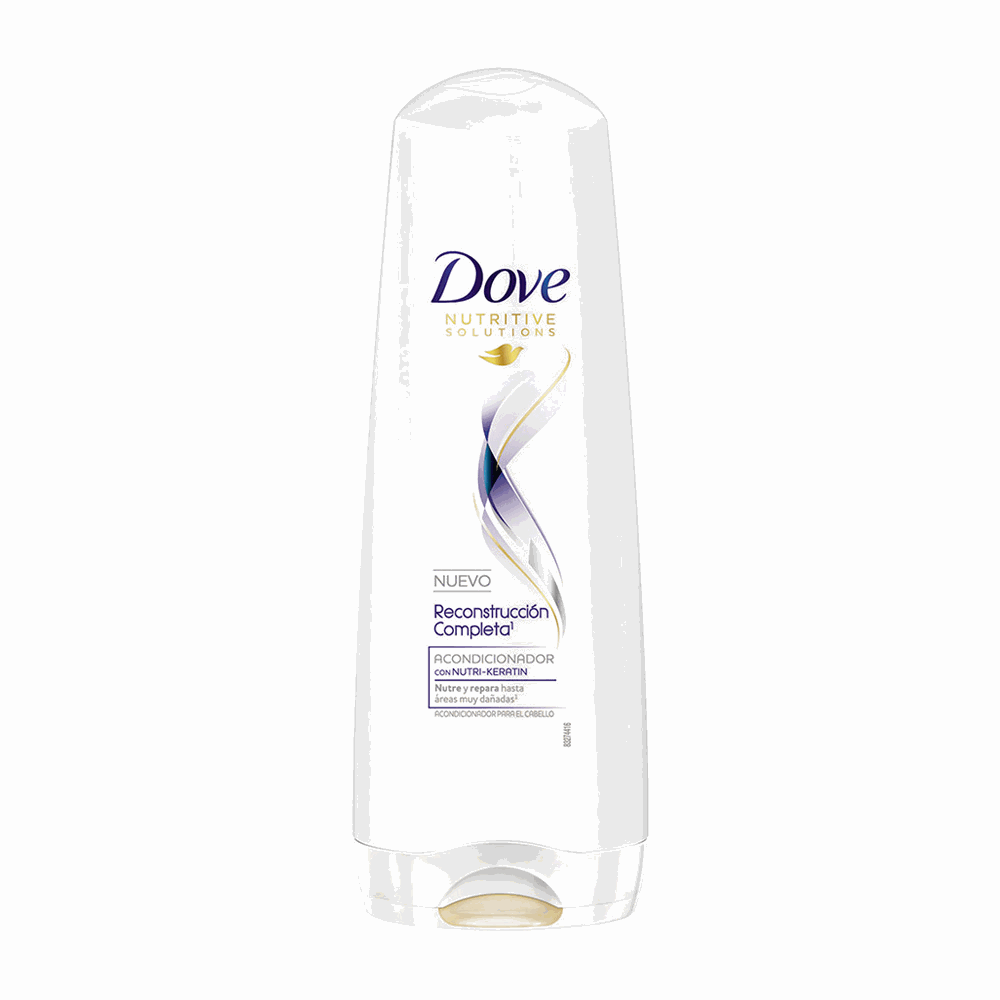 Dove
NUTRITIVE
SOLUTIONS
NUEVO
Reconstrucción
Completa¹
ACONDICIONADOR
CON NUTRI-KERATIN
Nutre y repara hasta
áreas muy dañadas¹
ACONDICIONADOR PARA EL CABELLO
83274416